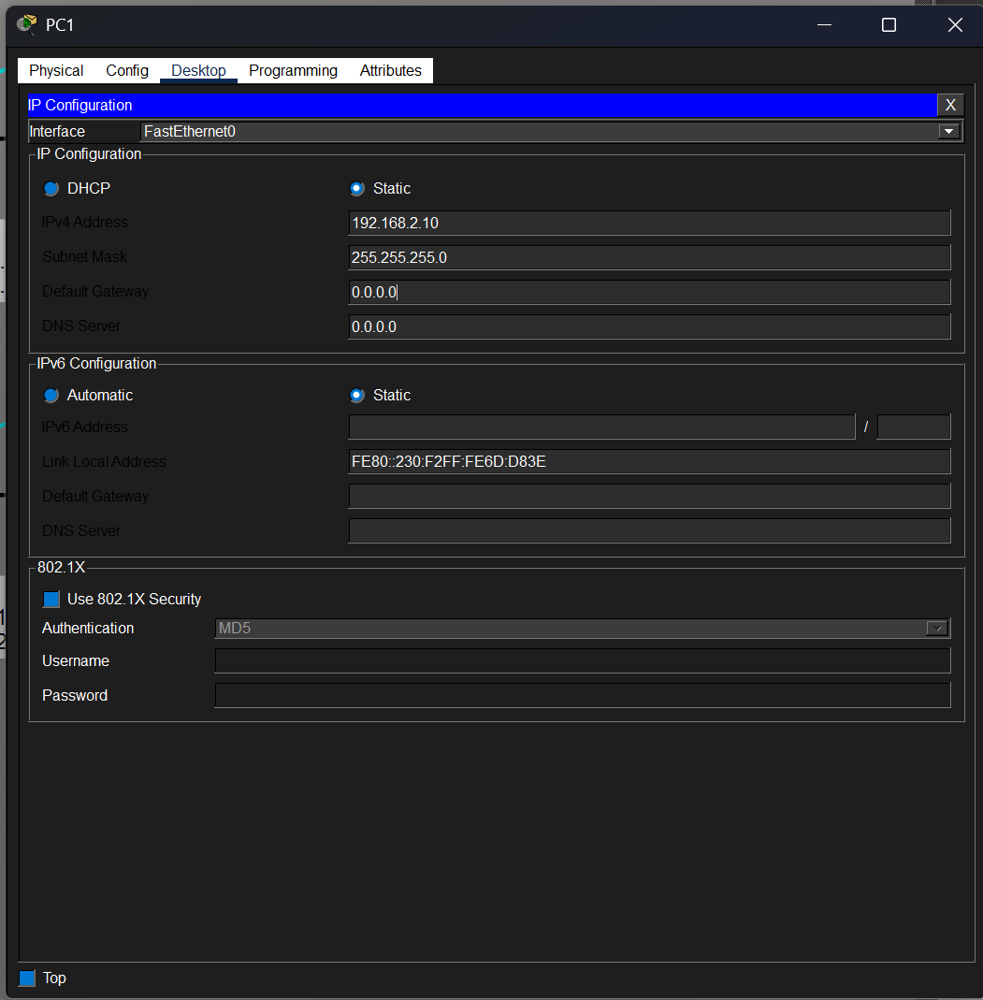 PC1
Physical Config Desktop Programming Attributes
IP Configuration X
Interface FastEthernet0
IP Configuration
DHCP Static
IPv4 Address 192.168.2.10
Subnet Mask 255.255.255.0
Default Gateway 0.0.0.0
DNS Server 0.0.0.0
IPv6 Configuration
Automatic Static
IPv6 Address /
Link Local Address FE80::230:F2FF:FE6D:D83E
Default Gateway
DNS Server
802.1X
Use 802.1X Security
Authentication MD5
Username
Password
Top